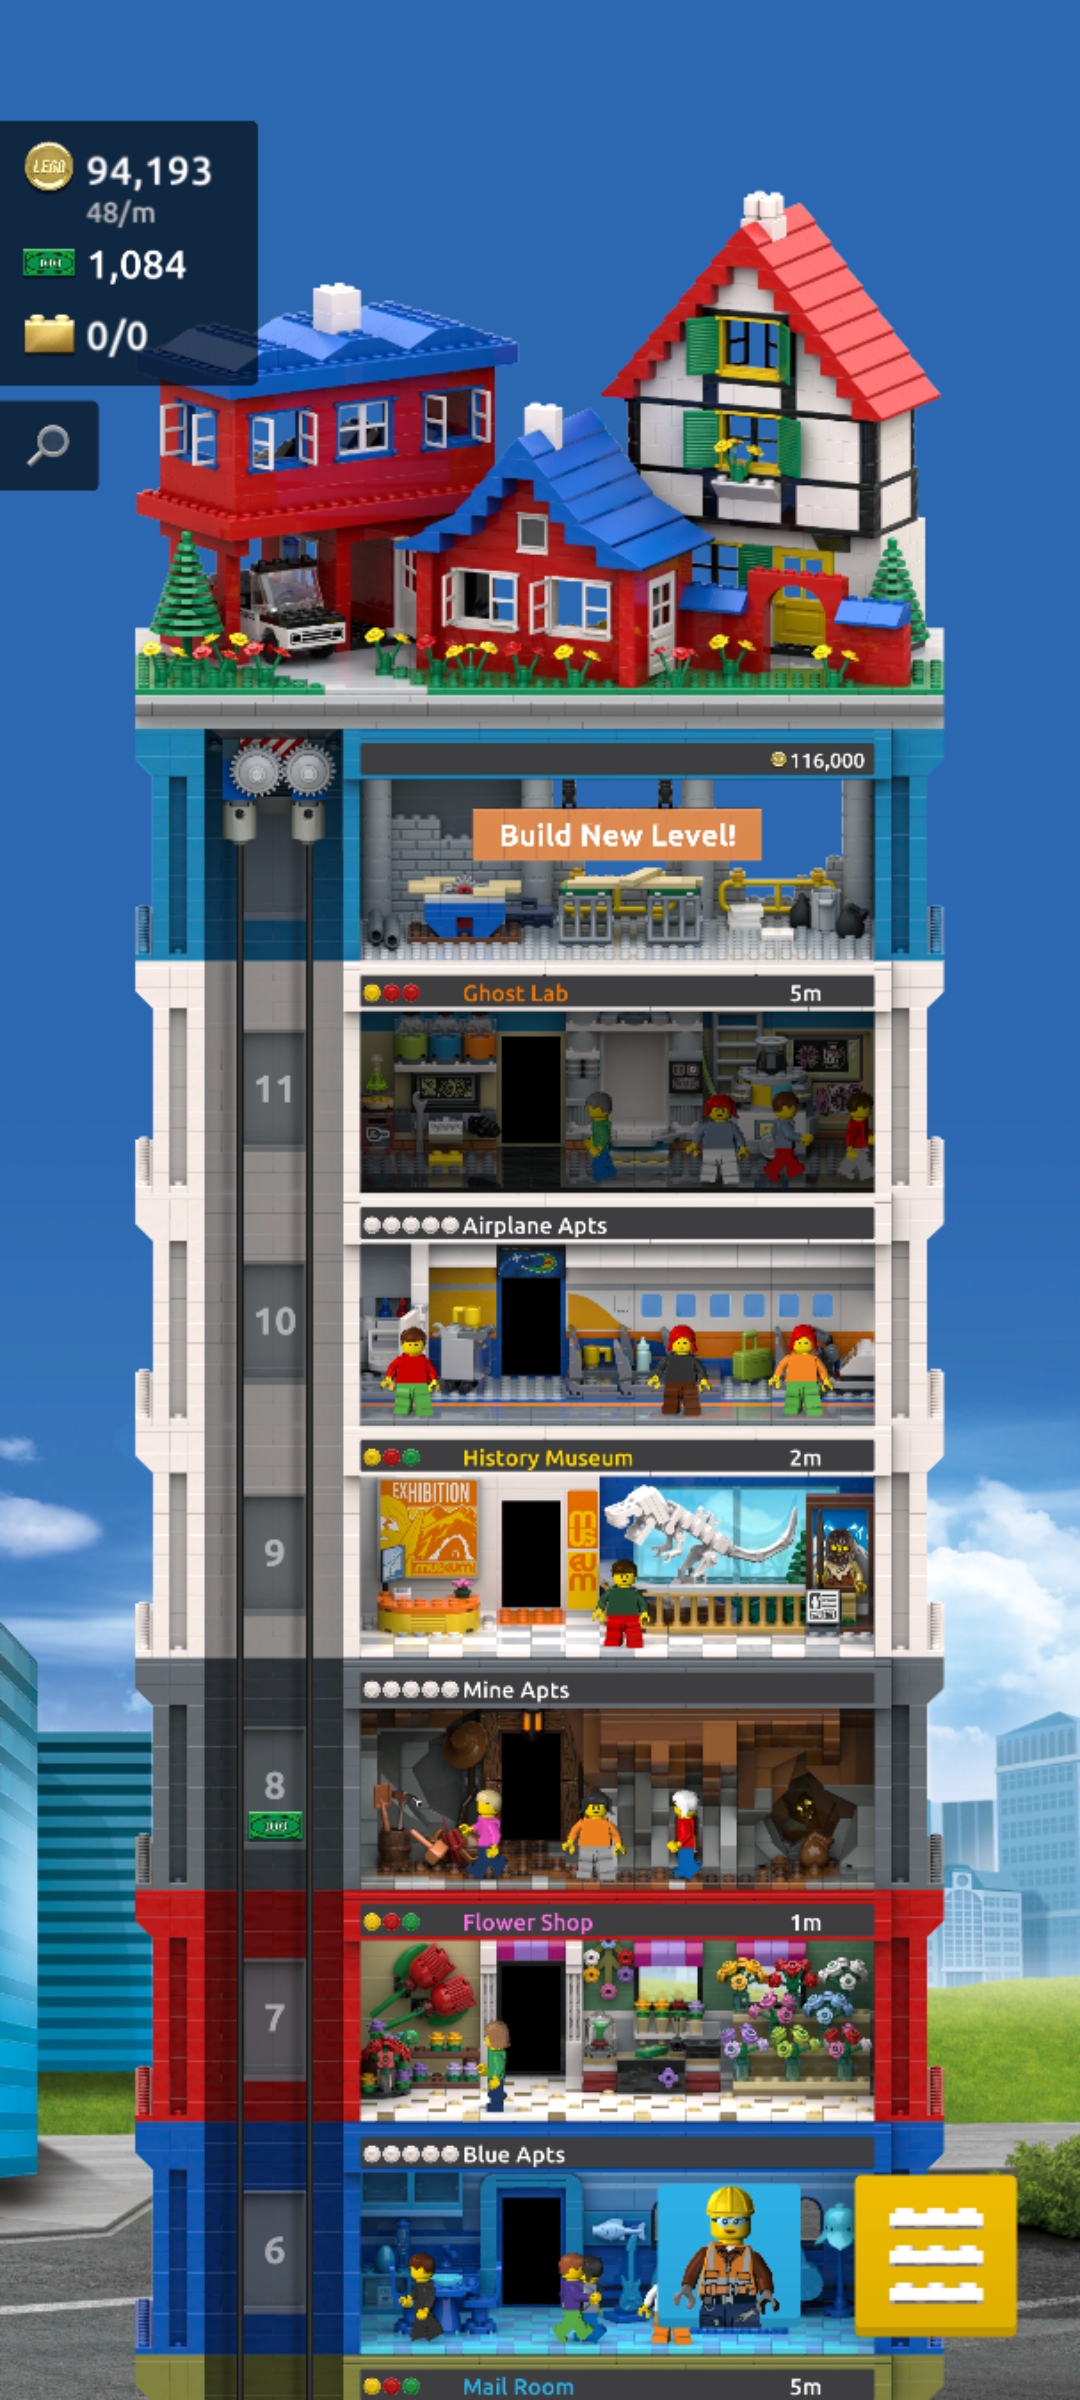 LEGO 94,193
48/m
1,084
0/0
116,000
Build New Level!
Ghost Lab 5m
11
Airplane Apts
10
History Museum 2m
EXHIBITION
museum
mus
eum
9
Mine Apts
8
Flower Shop 1m
7
Blue Apts
6
Mail Room 5m